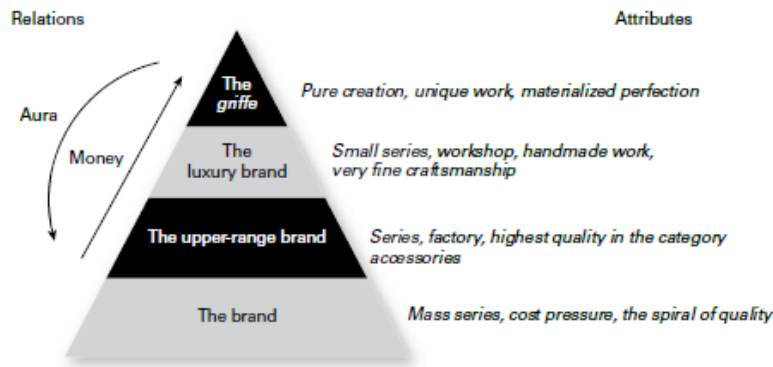 Relations
Attributes
The
griffe
Pure creation, unique work, materialized perfection
Aura
Money
The
luxury brand
Small series, workshop, handmade work,
very fine craftsmanship
The upper-range brand
Series, factory, highest quality in the category
accessories
The brand
Mass series, cost pressure, the spiral of quality